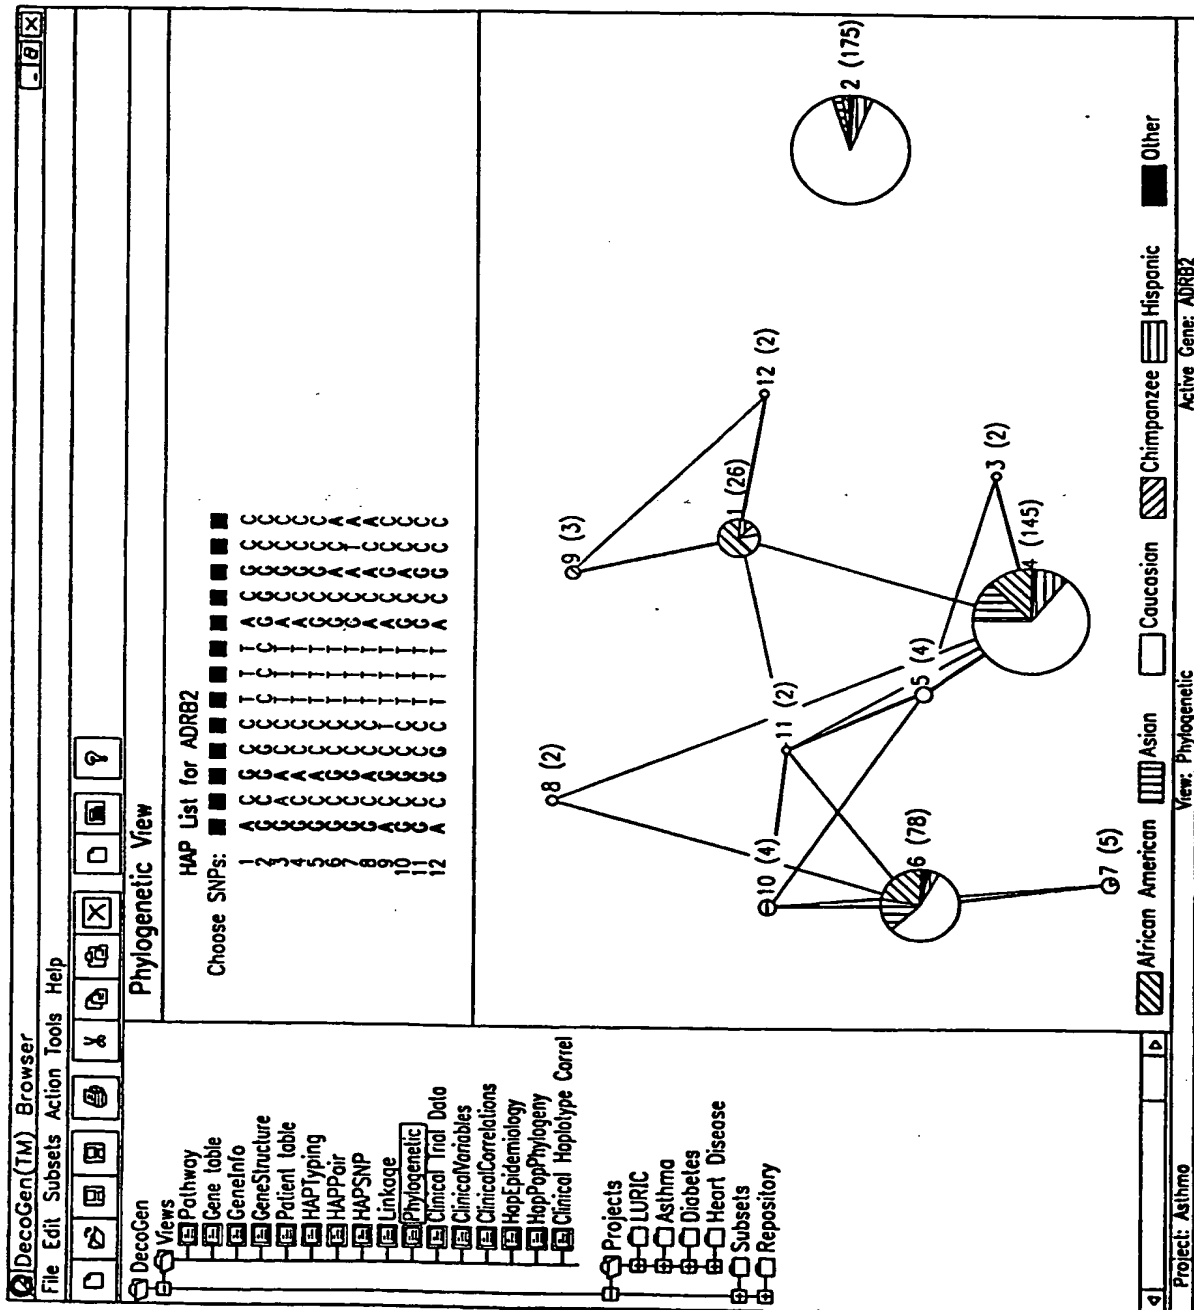 DecoGen(TM) Browser
File Edit Subsets Action Tools Help
?
DecoGen
Views
Pathway
Gene table
GeneInfo
GeneStructure
Patient table
HAPTyping
HAPPair
HAPSNP
Linkage
Phylogenetic
Clinical Trial Data
ClinicalVariables
ClinicalCorrelations
HapEpidemiology
HapPopPhylogeny
Clinical Haplotype Correl
Projects
LURIC
Asthma
Diabetes
Heart Disease
Subsets
Repository
Phylogenetic View
HAP List for ADRB2
Choose SNPs:
1 A C G C C T T T A C G C C
2 G C G G C C C C G G G C C
3 G A A C C T T T A C G C C
4 G C A C C T T T A C G C C
5 G C A C C T T T G C G C C
6 G C G C C T T T G C A C A
7 G C G C C T T T G C A T A
8 G C A C C T T T A C A C A
9 A C G C T T T T A C G C C
10 G C G C C T T T G C A C C
11 G C G C C T T T G C G C C
12 A C G G C T T T A C G C C
8 (2)
9 (3)
10 (4)
11 (2)
1 (26)
12 (2)
2 (175)
6 (78)
5 (4)
3 (2)
4 (145)
7 (5)
African American
Asian
Caucasian
Chimpanzee
Hispanic
Other
Project: Asthma
View: Phylogenetic
Active Gene: ADRB2